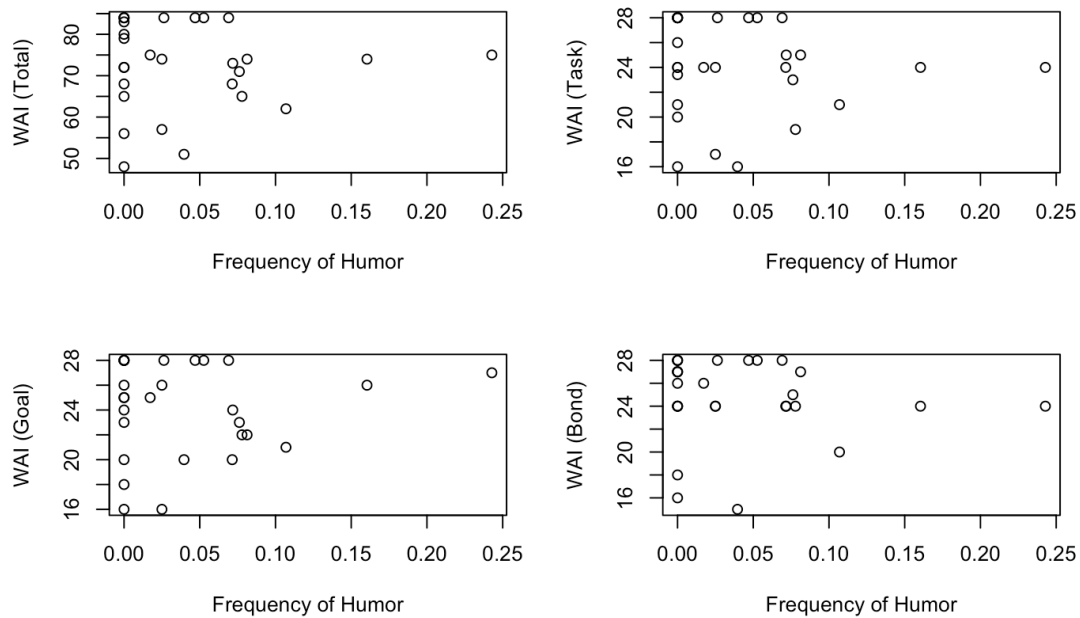 WAI (Total)
50 60 70 80
0.00 0.05 0.10 0.15 0.20 0.25
Frequency of Humor
WAI (Task)
16 20 24 28
0.00 0.05 0.10 0.15 0.20 0.25
Frequency of Humor
WAI (Goal)
16 20 24 28
0.00 0.05 0.10 0.15 0.20 0.25
Frequency of Humor
WAI (Bond)
16 20 24 28
0.00 0.05 0.10 0.15 0.20 0.25
Frequency of Humor